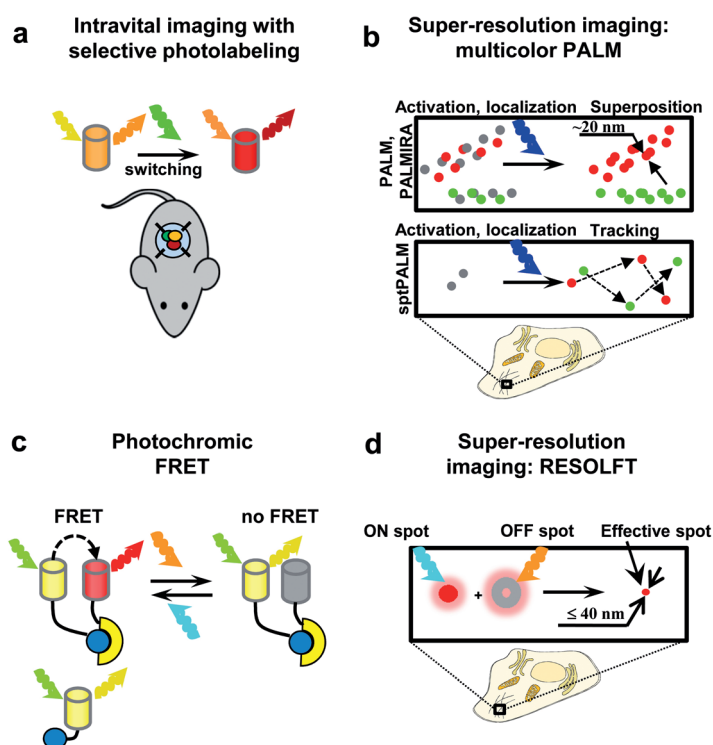 a
Intravital imaging with
selective photolabeling
switching
b
Super-resolution imaging:
multicolor PALM
Activation, localization Superposition
PALM,
PALMIRA
~20 nm
Activation, localization Tracking
sptPALM
c
Photochromic
FRET
FRET no FRET
d
Super-resolution
imaging: RESOLFT
ON spot OFF spot Effective spot
+
≤ 40 nm